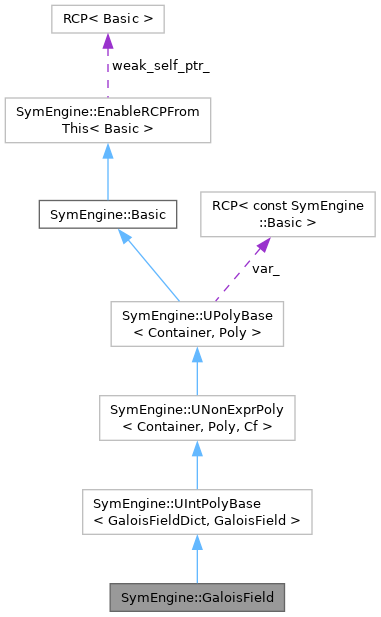 RCP< Basic >
weak_self_ptr_
SymEngine::EnableRCPFrom
This< Basic >
SymEngine::Basic
RCP< const SymEngine
::Basic >
var_
SymEngine::UPolyBase
< Container, Poly >
SymEngine::UNonExprPoly
< Container, Poly, Cf >
SymEngine::UIntPolyBase
< GaloisFieldDict, GaloisField >
SymEngine::GaloisField